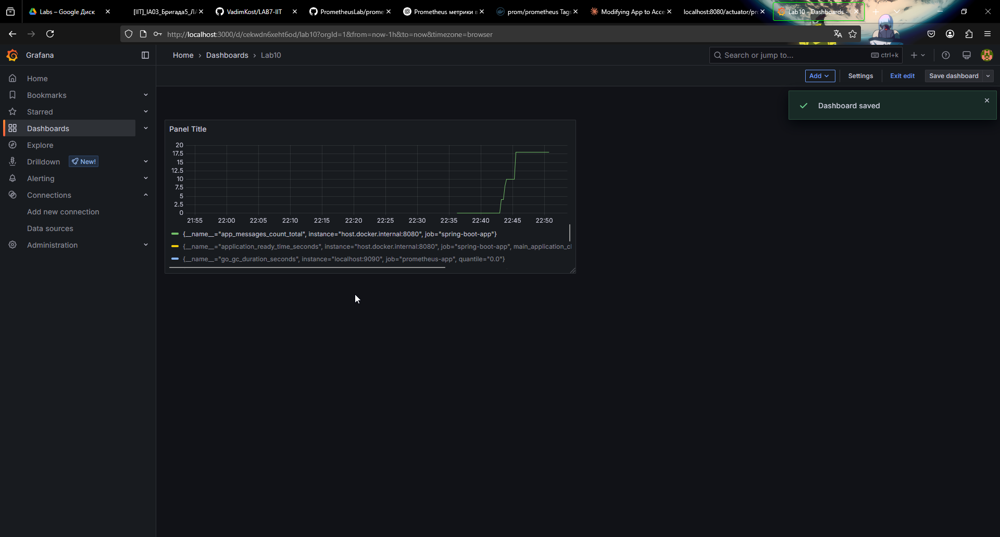 Labs – Google Диск
[IIT]_IA03_Бригада5_Л
VadimKost/LAB7-IIT
PrometheusLab/prome
Prometheus метрики в
prom/prometheus Tags
Modifying App to Acce
localhost:8080/actuator/pr
Lab10 - Dashboards -
http://localhost:3000/d/cekwdn6xeht6od/lab10?orgId=1&from=now-1h&to=now&timezone=browser
Grafana
Home › Dashboards › Lab10
Search or jump to...
ctrl+k
Add
Settings
Exit edit
Save dashboard
Home
Bookmarks
Starred
Dashboards
Explore
Drilldown
New!
Alerting
Connections
Add new connection
Data sources
Administration
Dashboard saved
Panel Title
20
17.5
15
12.5
10
7.5
5
2.5
0
21:55 22:00 22:05 22:10 22:15 22:20 22:25 22:30 22:35 22:40 22:45 22:50
{__name__="app_messages_count_total", instance="host.docker.internal:8080", job="spring-boot-app"}
{__name__="application_ready_time_seconds", instance="host.docker.internal:8080", job="spring-boot-app", main_application_cl
{__name__="go_gc_duration_seconds", instance="localhost:9090", job="prometheus-app", quantile="0.0"}